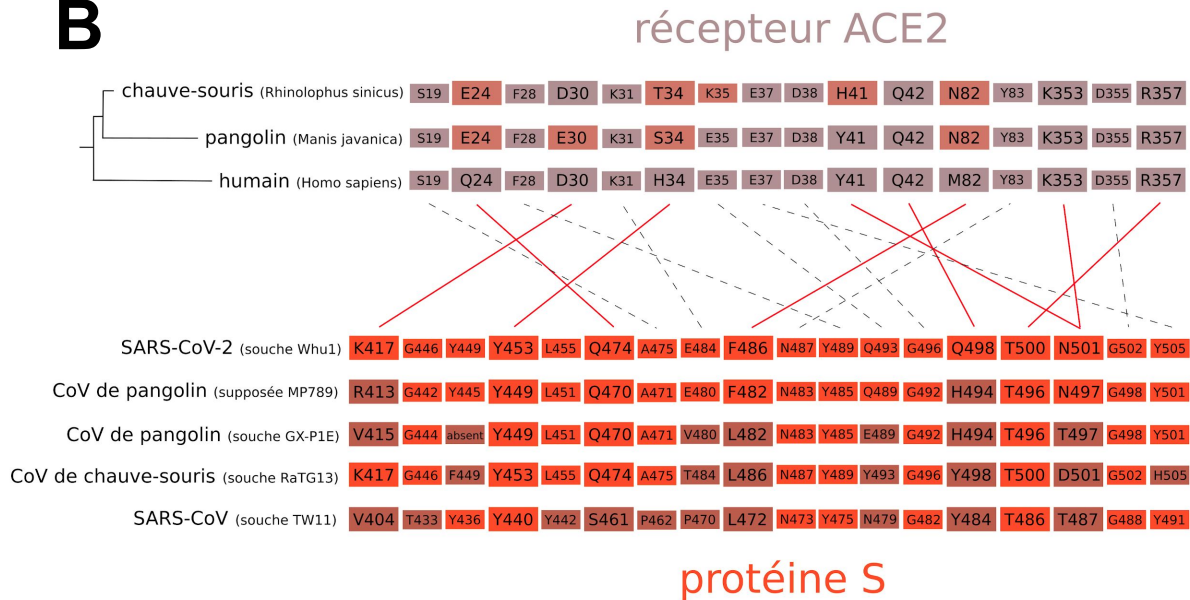 B
récepteur ACE2
chauve-souris (Rhinolophus sinicus) S19 E24 F28 D30 K31 T34 K35 E37 D38 H41 Q42 N82 Y83 K353 D355 R357
pangolin (Manis javanica) S19 E24 F28 E30 K31 S34 E35 E37 D38 Y41 Q42 N82 Y83 K353 D355 R357
humain (Homo sapiens) S19 Q24 F28 D30 K31 H34 E35 E37 D38 Y41 Q42 M82 Y83 K353 D355 R357
SARS-CoV-2 (souche Whu1) K417 G446 Y449 Y453 L455 Q474 A475 E484 F486 N487 Y489 Q493 G496 Q498 T500 N501 G502 Y505
CoV de pangolin (supposée MP789) R413 G442 Y445 Y449 L451 Q470 A471 E480 F482 N483 Y485 Q489 G492 H494 T496 N497 G498 Y501
CoV de pangolin (souche GX-P1E) V415 G444 absent Y449 L451 Q470 A471 V480 L482 N483 Y485 E489 G492 H494 T496 T497 G498 Y501
CoV de chauve-souris (souche RaTG13) K417 G446 F449 Y453 L455 Q474 A475 T484 L486 N487 Y489 Y493 G496 Y498 T500 D501 G502 H505
SARS-CoV (souche TW11) V404 T433 Y436 Y440 Y442 S461 P462 P470 L472 N473 Y475 N479 G482 Y484 T486 T487 G488 Y491
protéine S